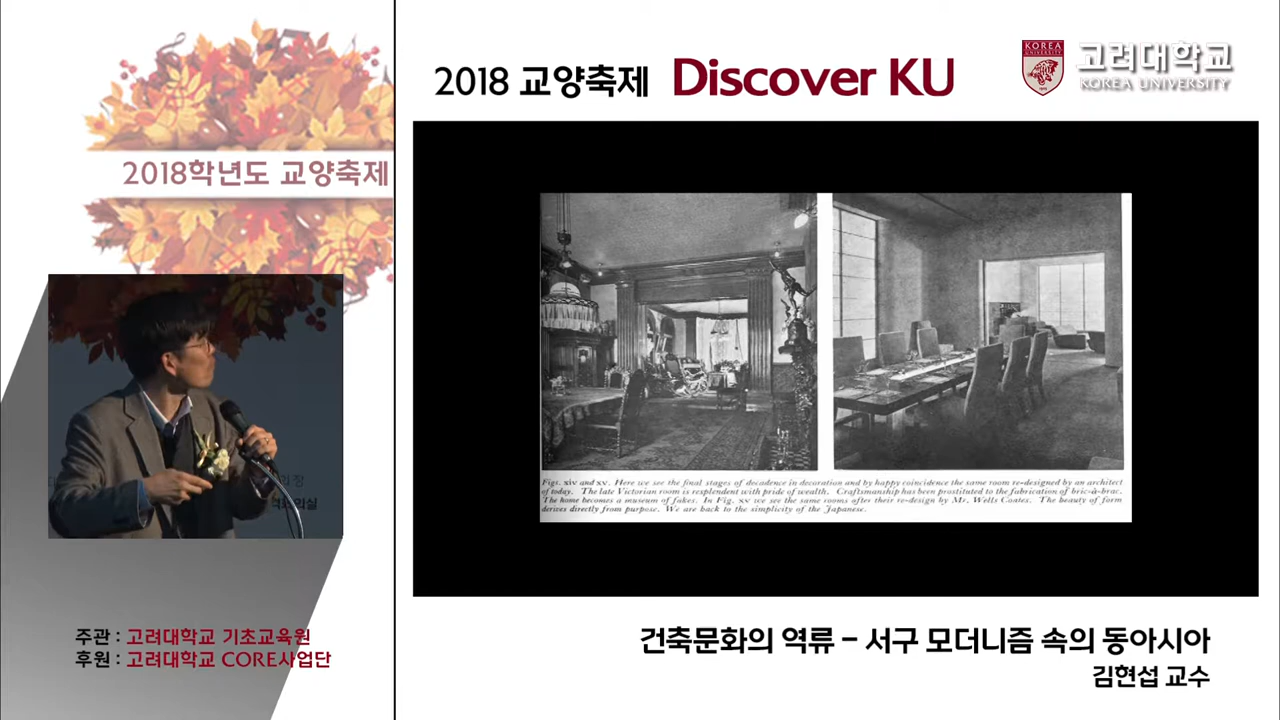 2018 교양축제 Discover KU
KOREA
UNIVERSITY
고려대학교
KOREA UNIVERSITY
2018학년도 교양축제
Figs. xiv and xv. Here we see the final stages of decadence in decoration and by happy coincidence the same room re-designed by an architect
of today. The late Victorian room is resplendent with pride of wealth. Craftsmanship has been prostituted to the fabrication of bric-à-brac.
The home becomes a museum of fakes. In Fig. xv we see the same rooms after their re-design by Mr. Wells Coates. The beauty of form
derives directly from purpose. We are back to the simplicity of the Japanese.
주관 : 고려대학교 기초교육원
후원 : 고려대학교 CORE사업단
건축문화의 역류 – 서구 모더니즘 속의 동아시아
김현섭 교수